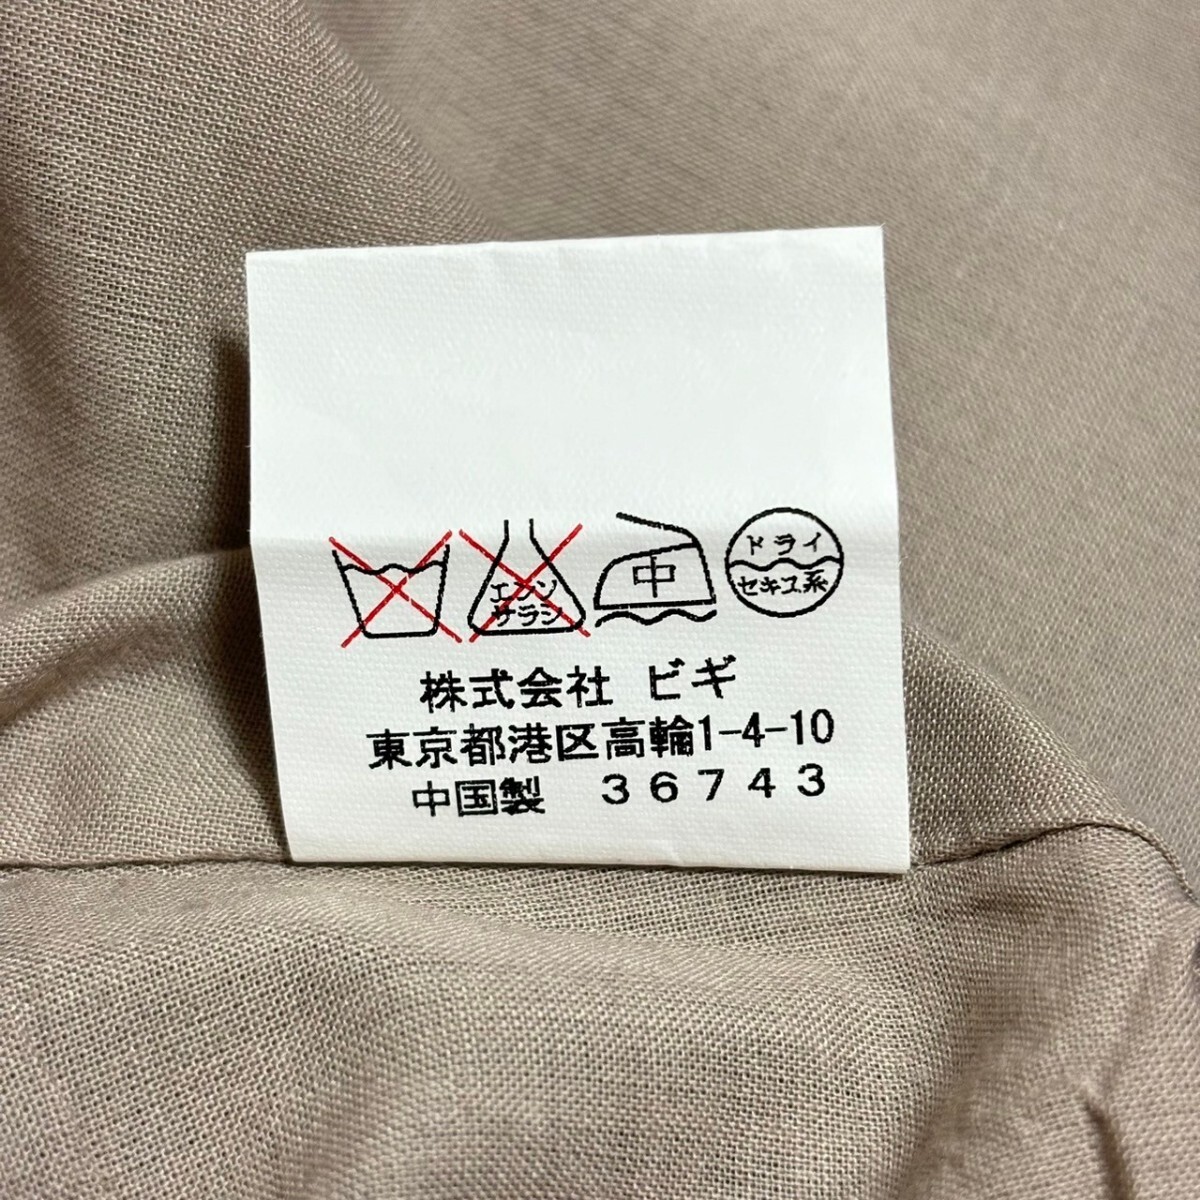 エンソ
サラシ
中
ドライ
セキユ系
株式会社 ビギ
東京都港区高輪1-4-10
中国製 36743